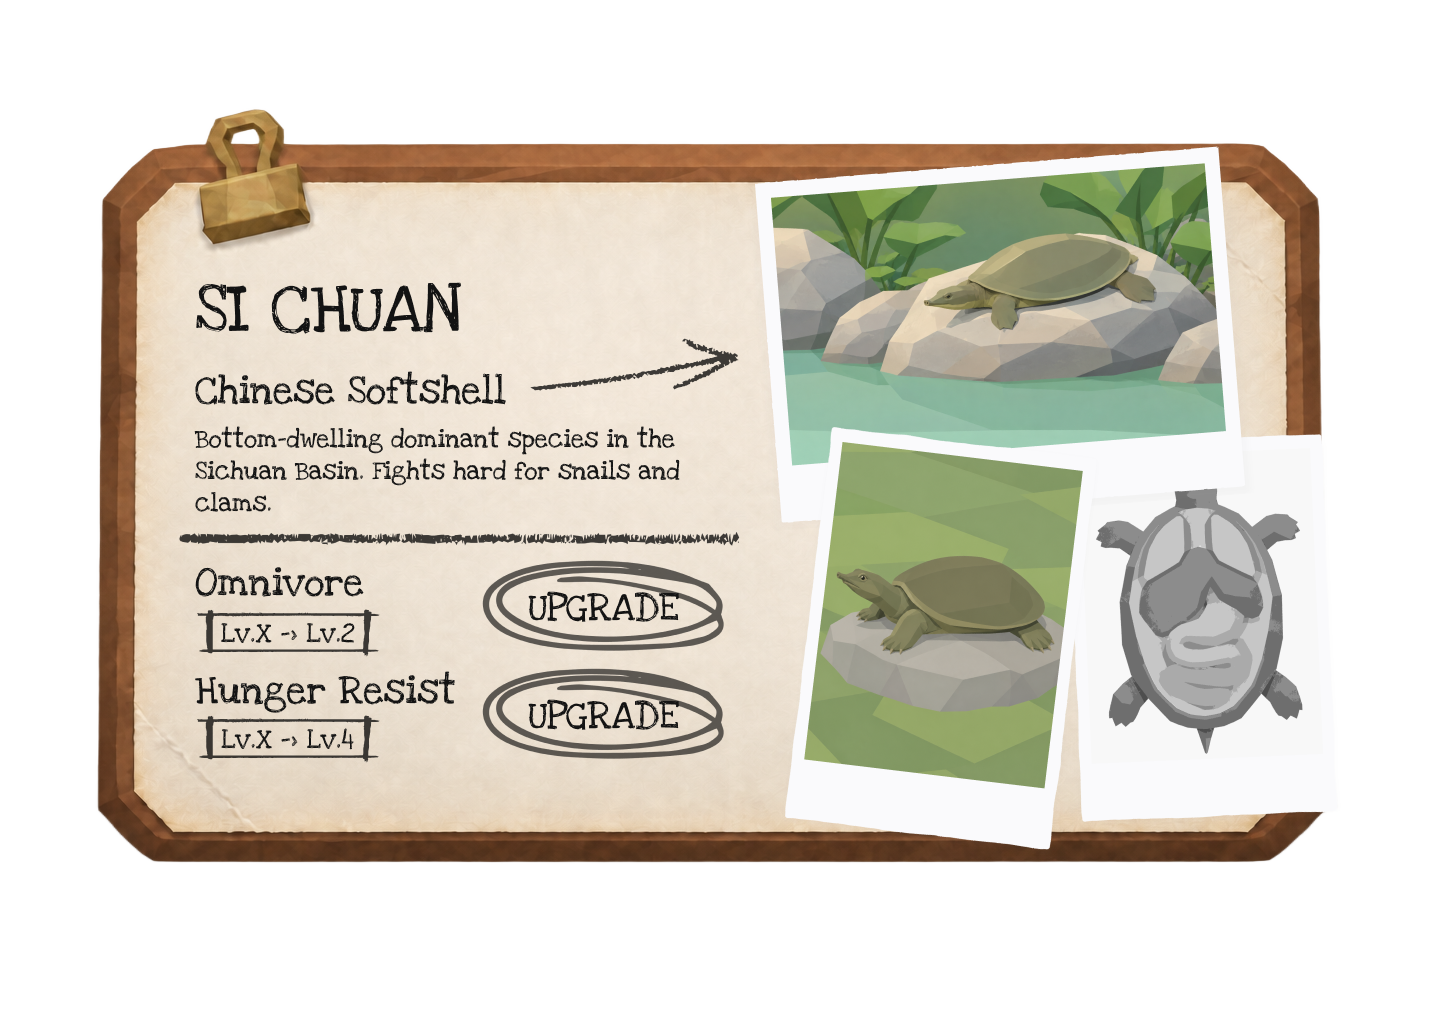 SI CHUAN
Chinese Softshell
Bottom-dwelling dominant species in the
Sichuan Basin. Fights hard for snails and
clams.
Omnivore
Lv.X -> Lv.2
UPGRADE
Hunger Resist
Lv.X -> Lv.4
UPGRADE